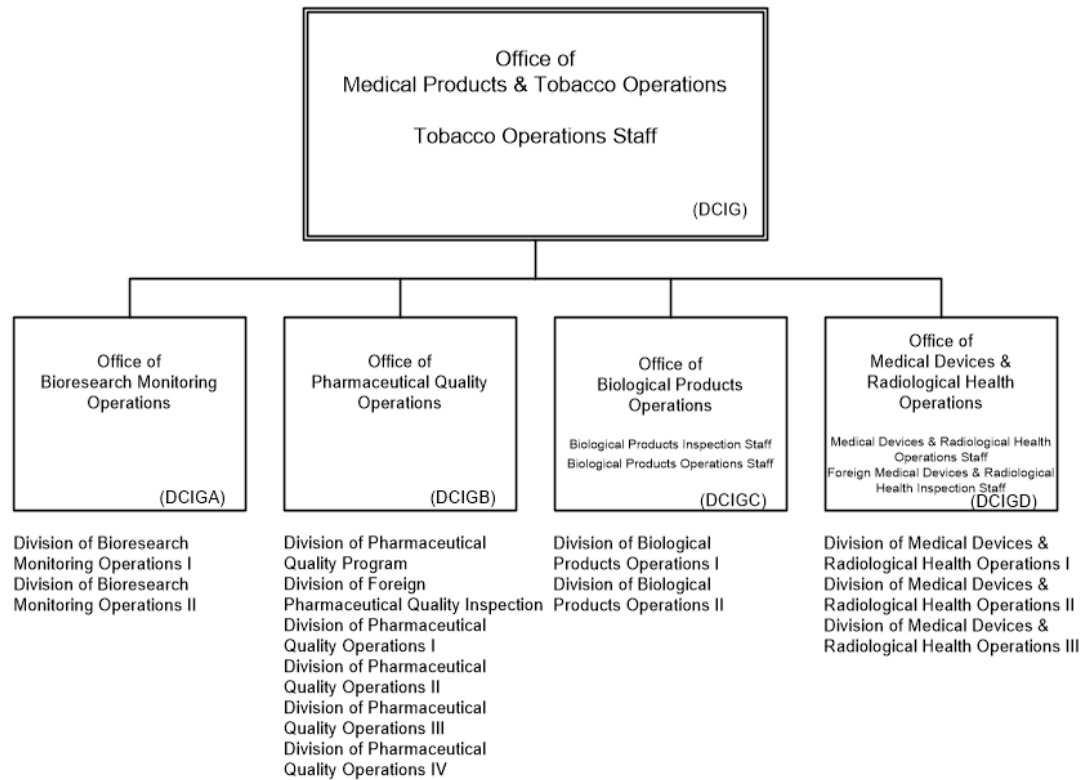 Office of
Medical Products & Tobacco Operations
Tobacco Operations Staff
(DCIG)
Office of
Bioresearch Monitoring
Operations
(DCIGA)
Division of Bioresearch
Monitoring Operations I
Division of Bioresearch
Monitoring Operations II
Office of
Pharmaceutical Quality
Operations
(DCIGB)
Division of Pharmaceutical
Quality Program
Division of Foreign
Pharmaceutical Quality Inspection
Division of Pharmaceutical
Quality Operations I
Division of Pharmaceutical
Quality Operations II
Division of Pharmaceutical
Quality Operations III
Division of Pharmaceutical
Quality Operations IV
Office of
Biological Products
Operations
Biological Products Inspection Staff
Biological Products Operations Staff
(DCIGC)
Division of Biological
Products Operations I
Division of Biological
Products Operations II
Office of
Medical Devices &
Radiological Health
Operations
Medical Devices & Radiological Health
Operations Staff
Foreign Medical Devices & Radiological
Health Inspection Staff
(DCIGD)
Division of Medical Devices &
Radiological Health Operations I
Division of Medical Devices &
Radiological Health Operations II
Division of Medical Devices &
Radiological Health Operations III